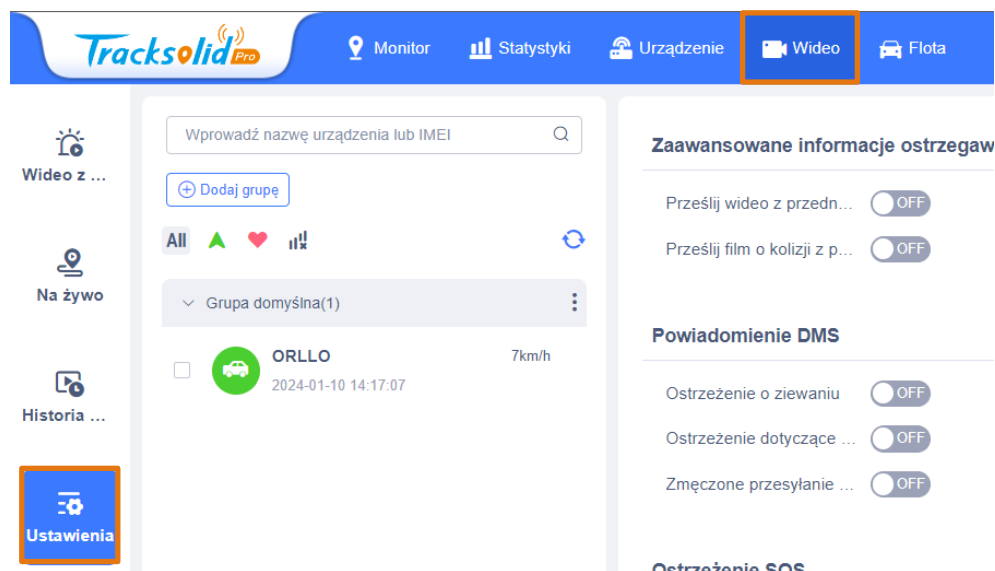 Tracksolid Pro
Monitor
Statystyki
Urządzenie
Wideo
Flota
Wideo z ...
Na żywo
Historia ...
Ustawienia
Wprowadź nazwę urządzenia lub IMEI
Dodaj grupę
All
Grupa domyślna(1)
ORLLO
7km/h
2024-01-10 14:17:07
Zaawansowane informacje ostrzegaw
Prześlij wideo z przedn... OFF
Prześlij film o kolizji z p... OFF
Powiadomienie DMS
Ostrzeżenie o ziewaniu OFF
Ostrzeżenie dotyczące ... OFF
Zmęczone przesyłanie ... OFF
Ostrzeżenie SOS